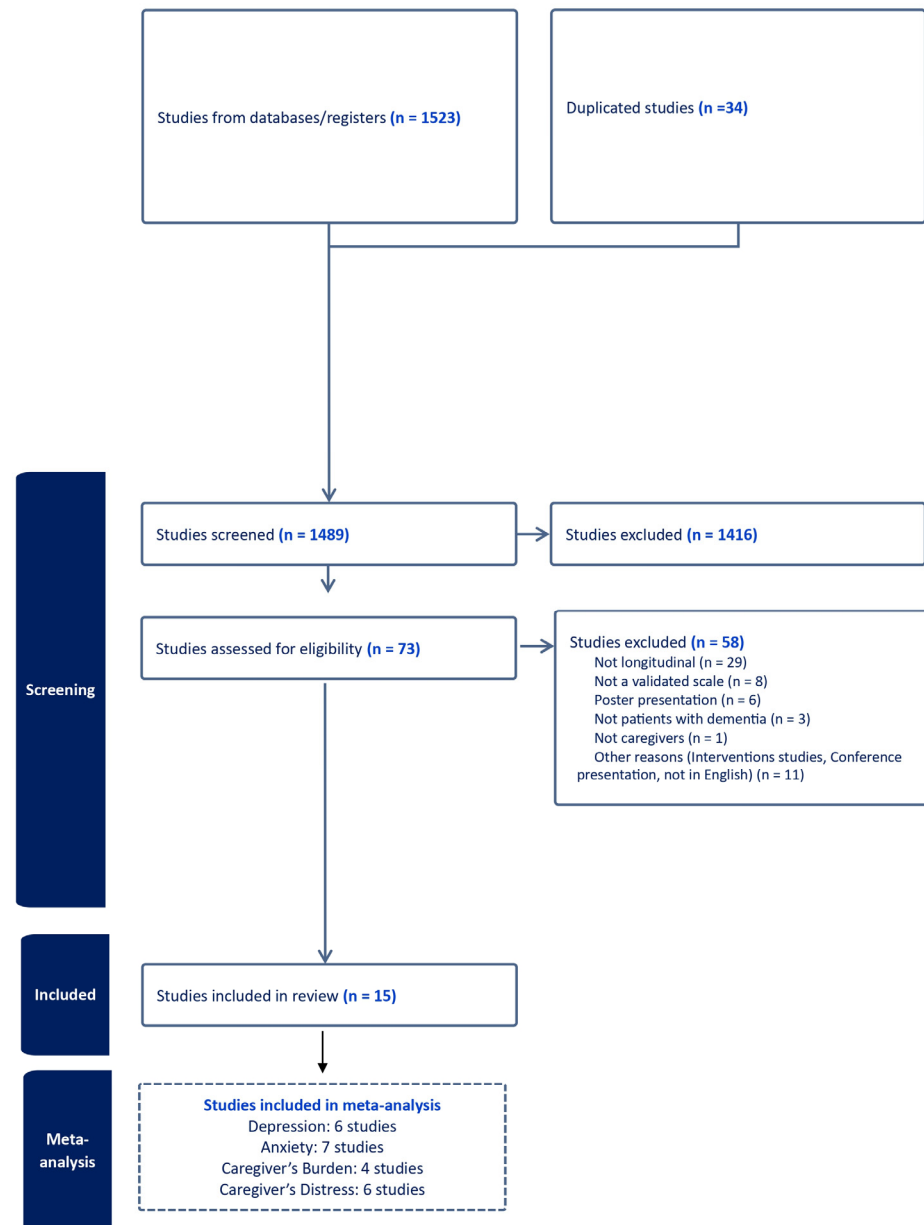 Studies from databases/registers (n = 1523)
Duplicated studies (n =34)
Screening
Studies screened (n = 1489)
Studies excluded (n = 1416)
Studies assessed for eligibility (n = 73)
Studies excluded (n = 58)
Not longitudinal (n = 29)
Not a validated scale (n = 8)
Poster presentation (n = 6)
Not patients with dementia (n = 3)
Not caregivers (n = 1)
Other reasons (Interventions studies, Conference
presentation, not in English) (n = 11)
Included
Studies included in review (n = 15)
Meta-
analysis
Studies included in meta-analysis
Depression: 6 studies
Anxiety: 7 studies
Caregiver’s Burden: 4 studies
Caregiver’s Distress: 6 studies